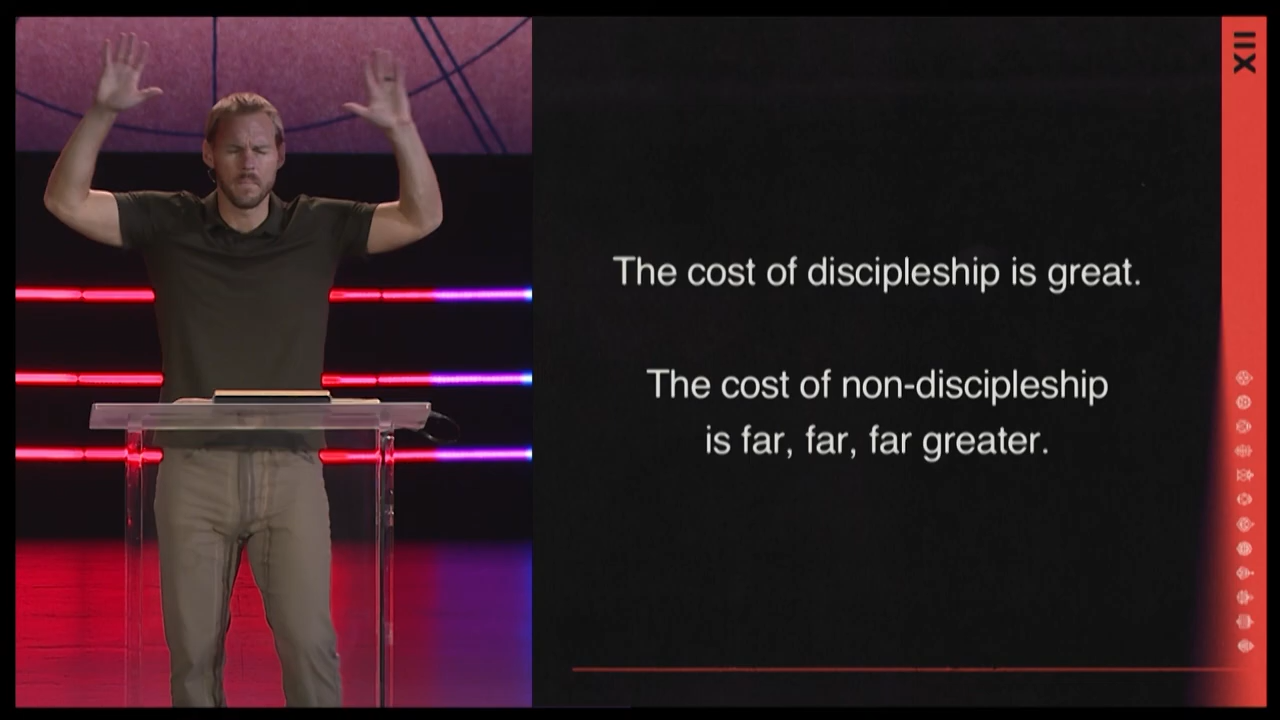 The cost of discipleship is great.
The cost of non-discipleship
is far, far, far greater.
XII